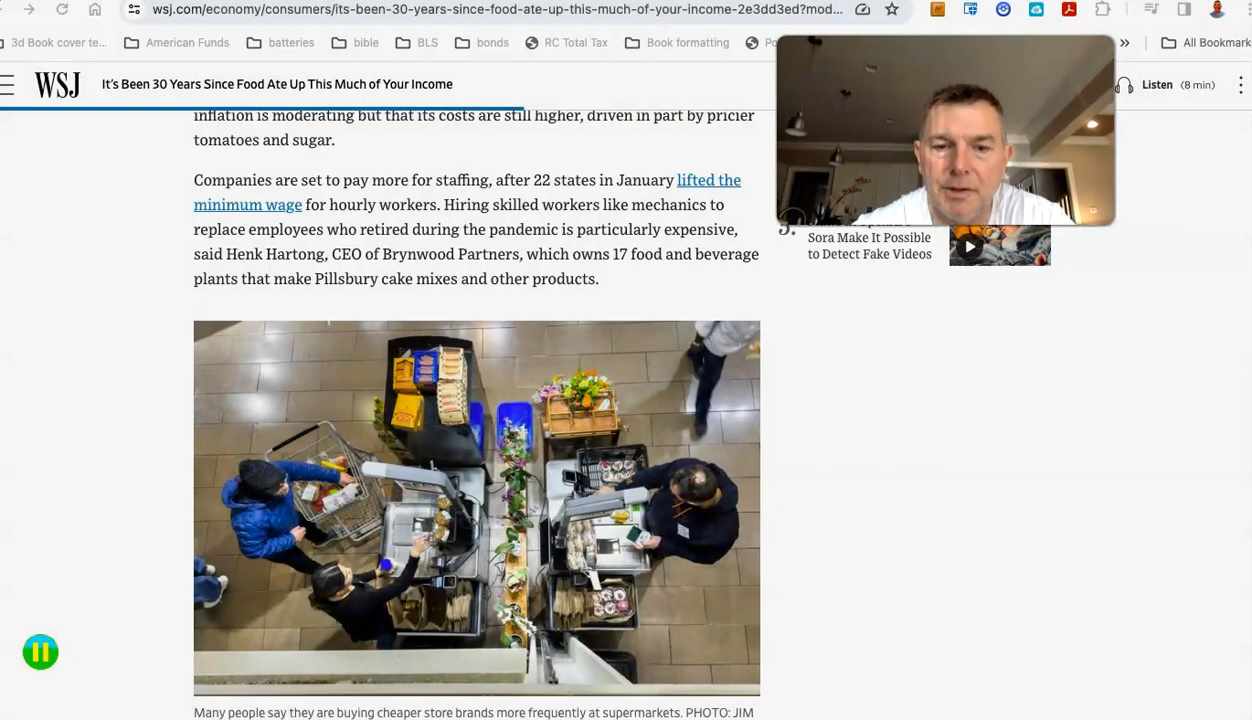 wsj.com/economy/consumers/its-been-30-years-since-food-ate-up-this-much-of-your-income-2e3dd3ed?mod...
3d Book cover te... American Funds batteries bible BLS bonds RC Total Tax Book formatting » All Bookmark
WSJ It's Been 30 Years Since Food Ate Up This Much of Your Income Listen (8 min)
inflation is moderating but that its costs are still higher, driven in part by pricier
tomatoes and sugar.
Companies are set to pay more for staffing, after 22 states in January lifted the
minimum wage for hourly workers. Hiring skilled workers like mechanics to
replace employees who retired during the pandemic is particularly expensive,
said Henk Hartong, CEO of Brynwood Partners, which owns 17 food and beverage
plants that make Pillsbury cake mixes and other products.
5.
Sora Make It Possible
to Detect Fake Videos
Many people say they are buying cheaper store brands more frequently at supermarkets. PHOTO: JIM